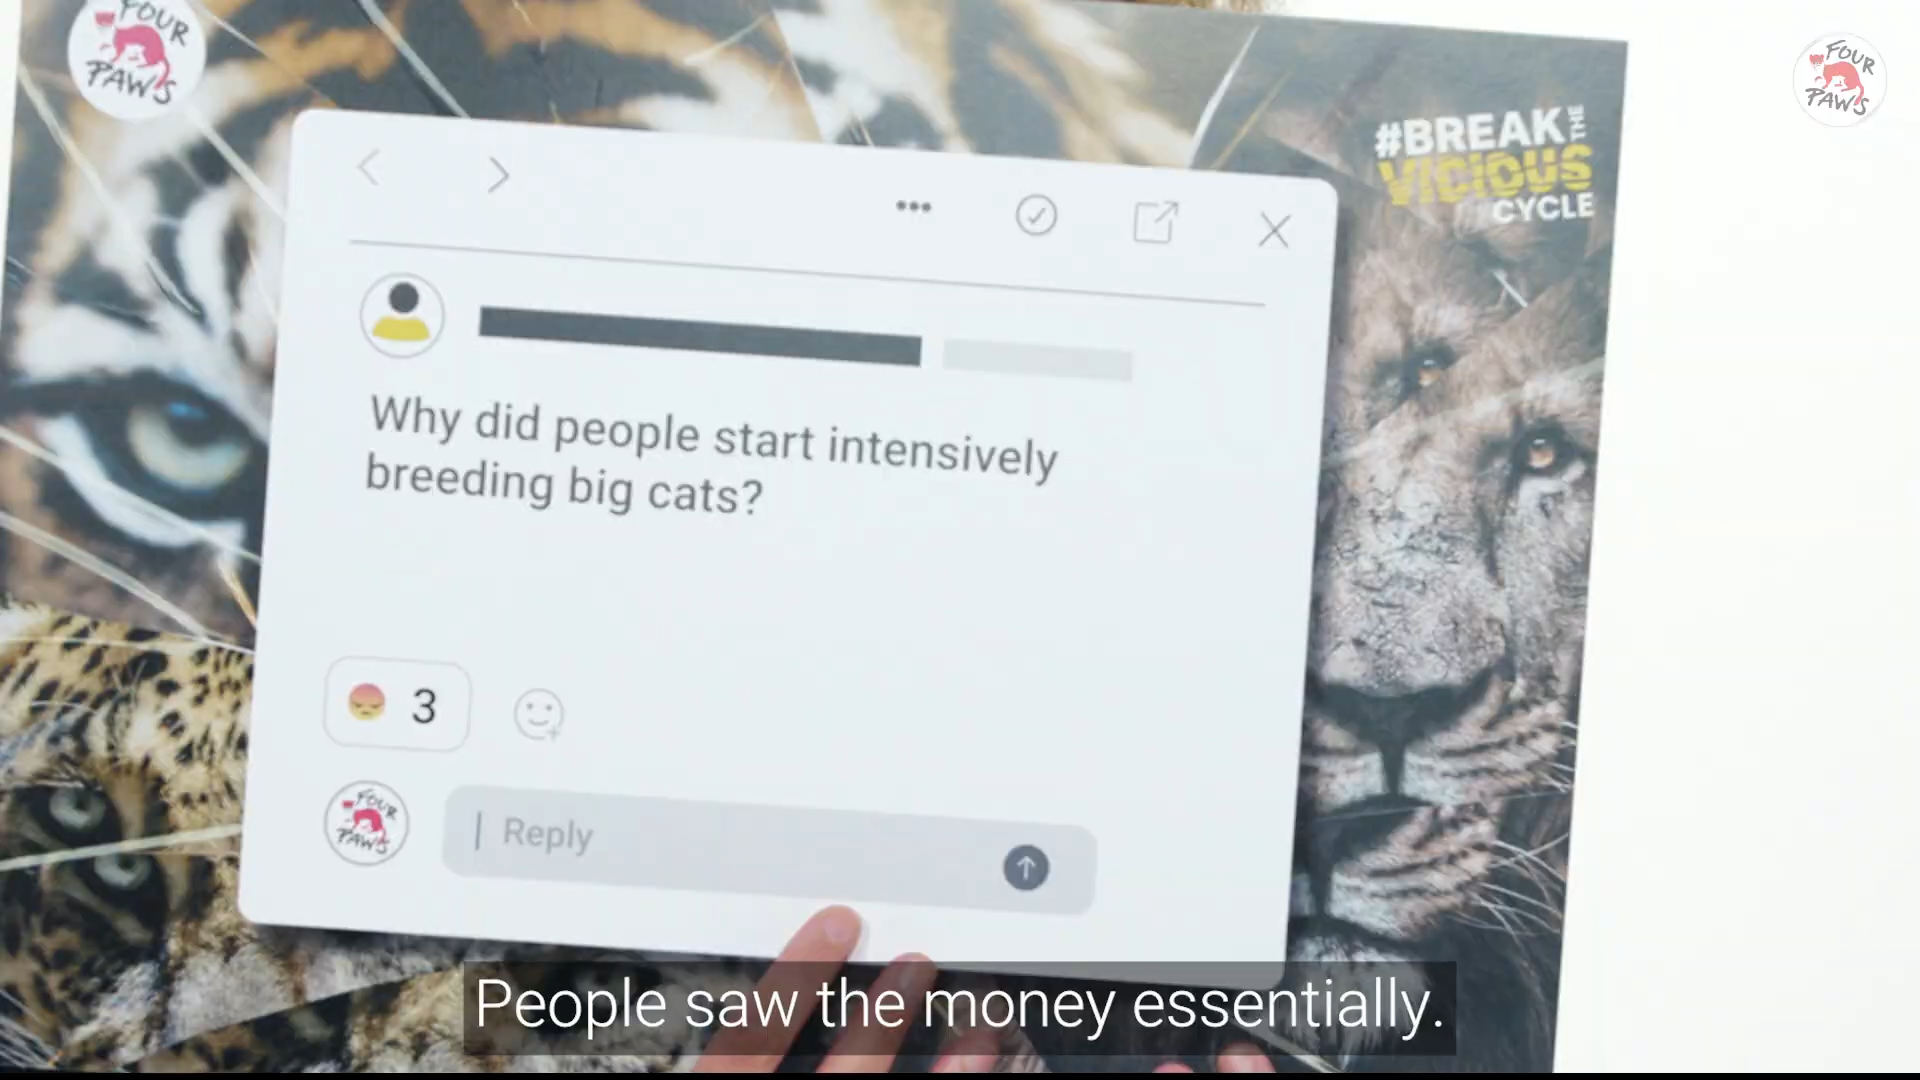 FOUR
PAWS
FOUR
PAWS
#BREAK THE
VICIOUS
CYCLE
Why did people start intensively
breeding big cats?
3
FOUR
PAWS
Reply
People saw the money essentially.